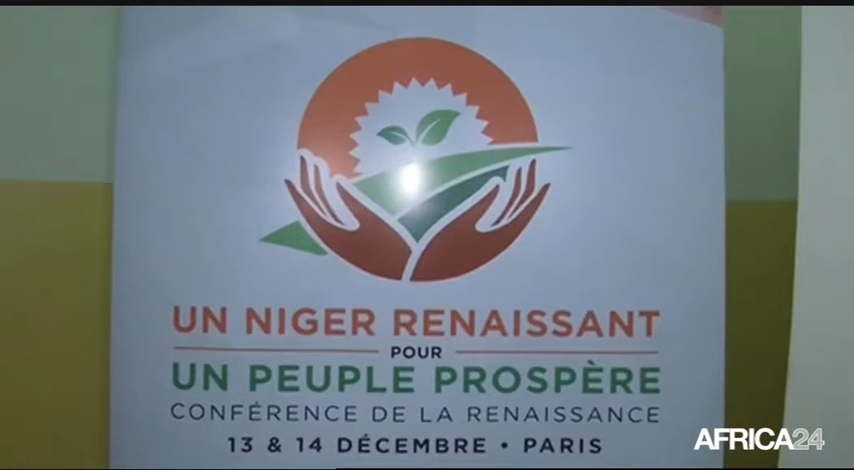 UN NIGER RENAISSANT
POUR
UN PEUPLE PROSPÈRE
CONFÉRENCE DE LA RENAISSANCE
13 & 14 DÉCEMBRE • PARIS
AFRICA24